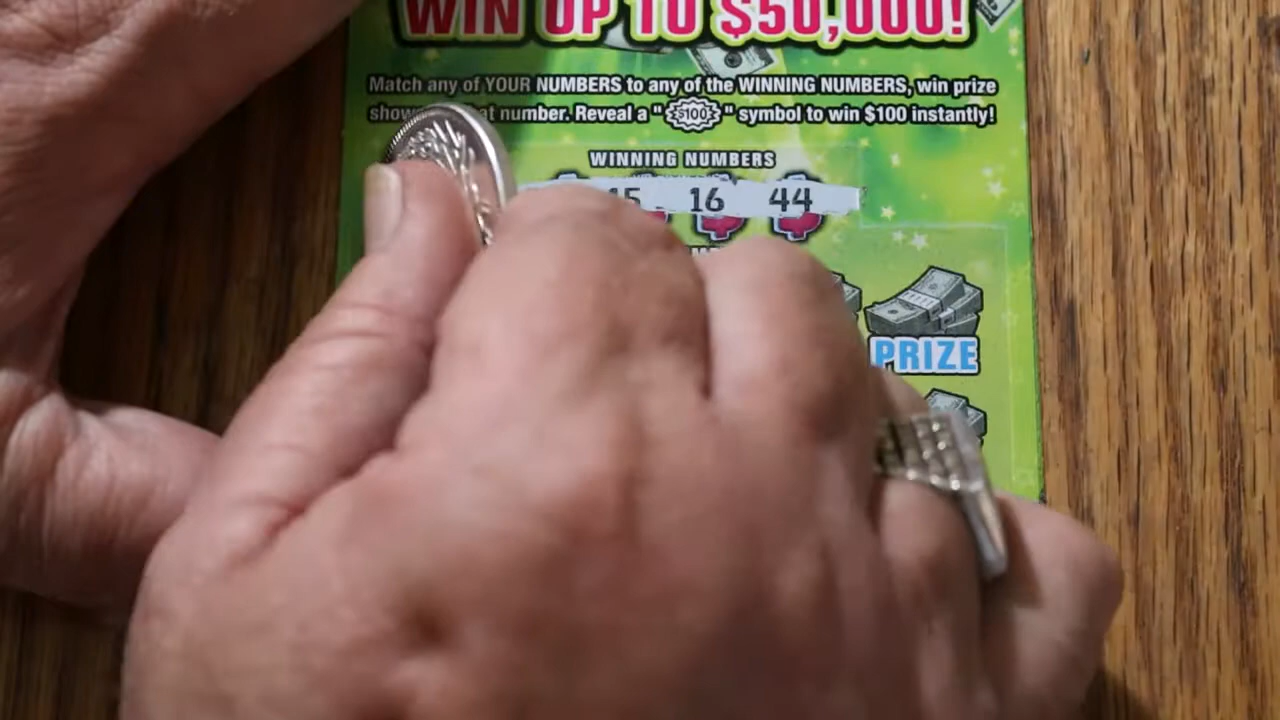 WIN UP TO $50,000!
Match any of YOUR NUMBERS to any of the WINNING NUMBERS, win prize
number. Reveal a "$100" symbol to win $100 instantly!
WINNING NUMBERS
15 16 44
PRIZE